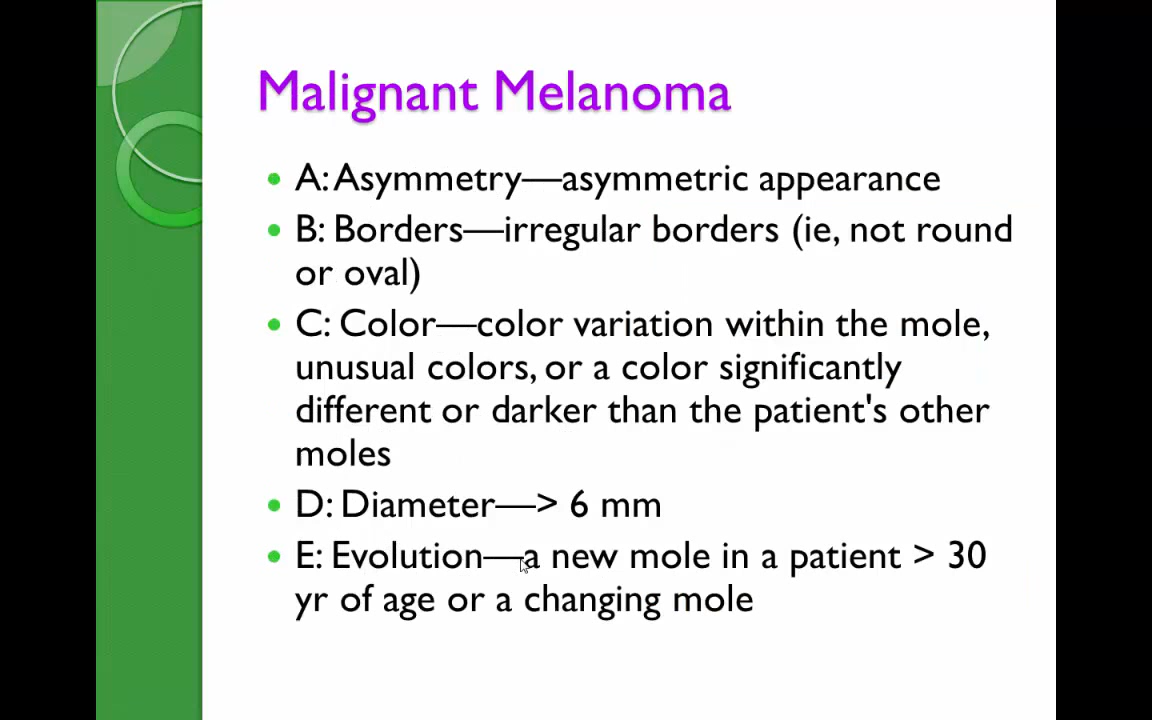 Malignant Melanoma
A: Asymmetry—asymmetric appearance
B: Borders—irregular borders (ie, not round
or oval)
C: Color—color variation within the mole,
unusual colors, or a color significantly
different or darker than the patient's other
moles
D: Diameter—> 6 mm
E: Evolution—a new mole in a patient > 30
yr of age or a changing mole